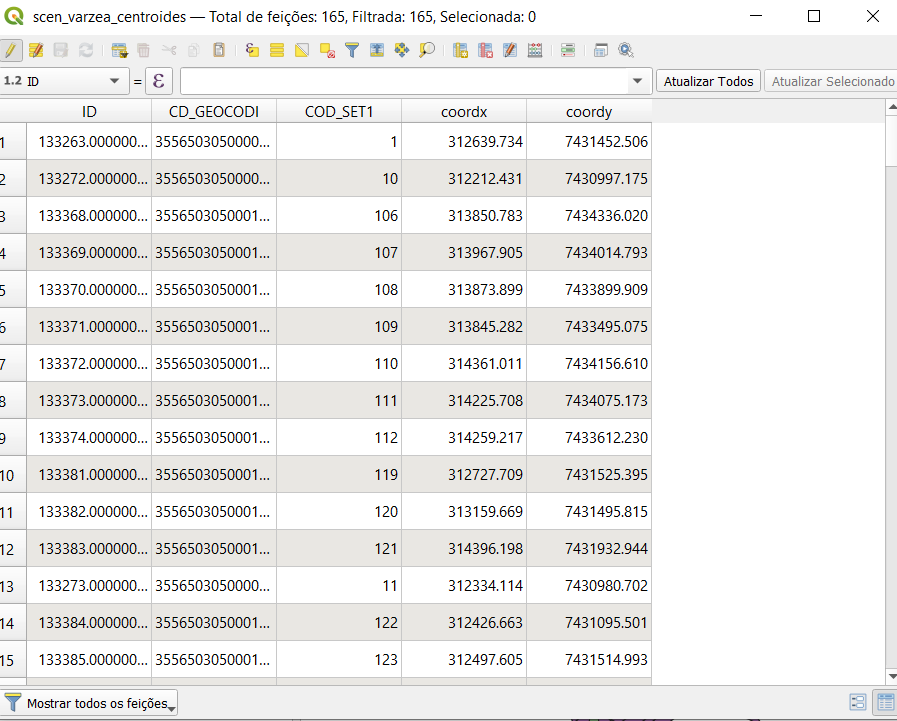 scen_varzea_centroides — Total de feições: 165, Filtrada: 165, Selecionada: 0
1.2 ID = ε Atualizar Todos Atualizar Selecionado
ID CD_GEOCODI COD_SET1 coordx coordy
1 133263.000000... 3556503050000... 1 312639.734 7431452.506
2 133272.000000... 3556503050000... 10 312212.431 7430997.175
3 133368.000000... 3556503050001... 106 313850.783 7434336.020
4 133369.000000... 3556503050001... 107 313967.905 7434014.793
5 133370.000000... 3556503050001... 108 313873.899 7433899.909
6 133371.000000... 3556503050001... 109 313845.282 7433495.075
7 133372.000000... 3556503050001... 110 314361.011 7434156.610
8 133373.000000... 3556503050001... 111 314225.708 7434075.173
9 133374.000000... 3556503050001... 112 314259.217 7433612.230
10 133381.000000... 3556503050001... 119 312727.709 7431525.395
11 133382.000000... 3556503050001... 120 313159.669 7431495.815
12 133383.000000... 3556503050001... 121 314396.198 7431932.944
13 133273.000000... 3556503050000... 11 312334.114 7430980.702
14 133384.000000... 3556503050001... 122 312426.663 7431095.501
15 133385.000000... 3556503050001... 123 312497.605 7431514.993
Mostrar todos os feições